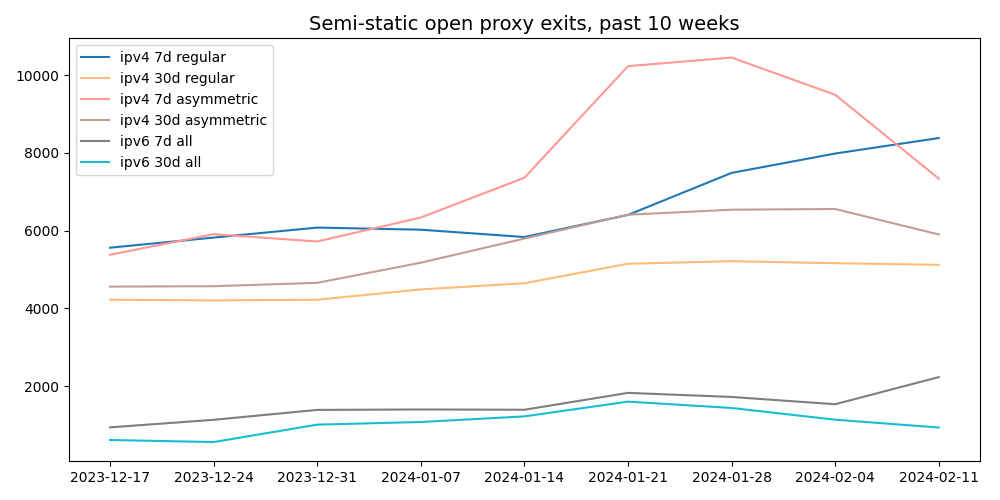 Semi-static open proxy exits, past 10 weeks
ipv4 7d regular
ipv4 30d regular
ipv4 7d asymmetric
ipv4 30d asymmetric
ipv6 7d all
ipv6 30d all
10000
8000
6000
4000
2000
2023-12-17 2023-12-24 2023-12-31 2024-01-07 2024-01-14 2024-01-21 2024-01-28 2024-02-04 2024-02-11